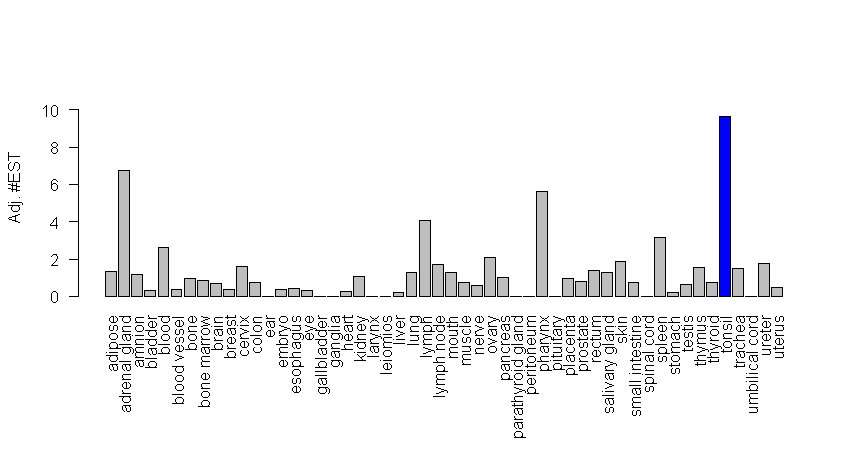 Adj. #EST
10
8
6
4
2
0
adipose
adrenal gland
amnion
bladder
blood
blood vessel
bone
bone marrow
brain
breast
cervix
colon
ear
embryo
esophagus
eye
gallbladder
ganglia
heart
kidney
larynx
leiomios
liver
lung
lymph
lymph node
mouth
muscle
nerve
ovary
pancreas
parathyroid gland
peritoneum
pharynx
pituitary
placenta
prostate
rectum
salivary gland
skin
small intestine
spinal cord
spleen
stomach
testis
thymus
thyroid
tonsil
trachea
umbilical cord
ureter
uterus